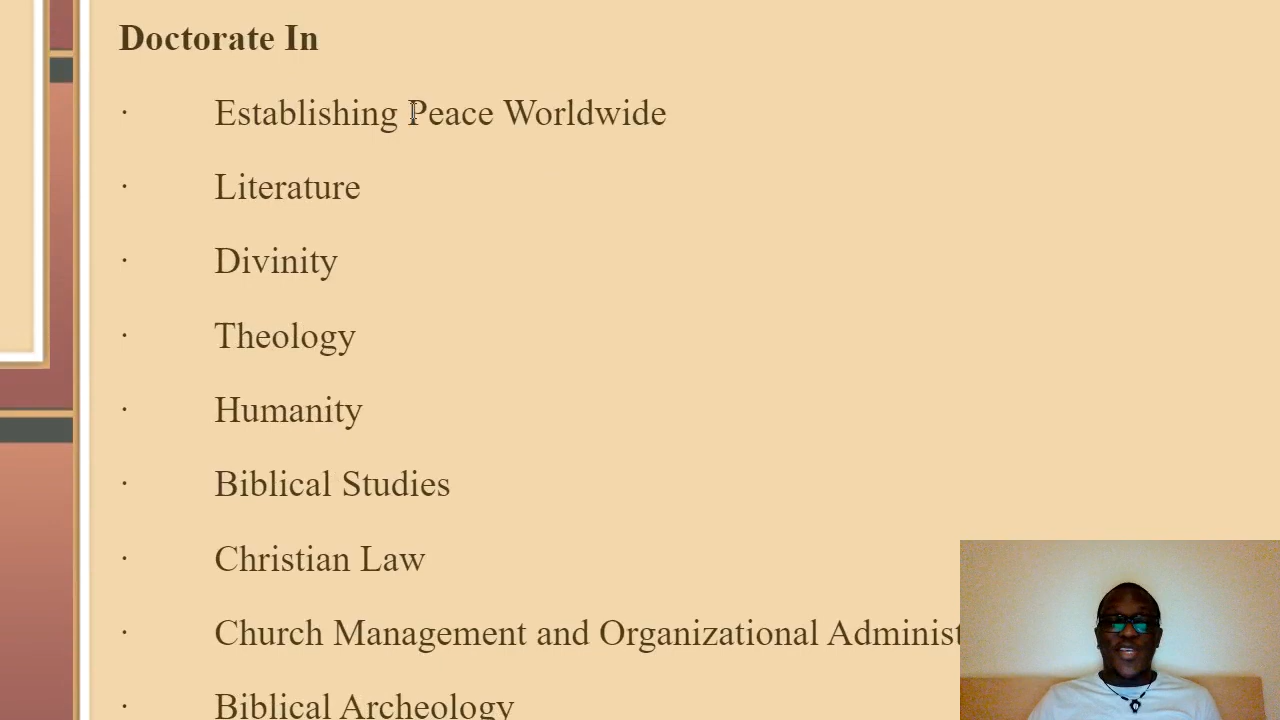 Doctorate In
· Establishing Peace Worldwide
· Literature
· Divinity
· Theology
· Humanity
· Biblical Studies
· Christian Law
· Church Management and Organizational
· Biblical Archeology